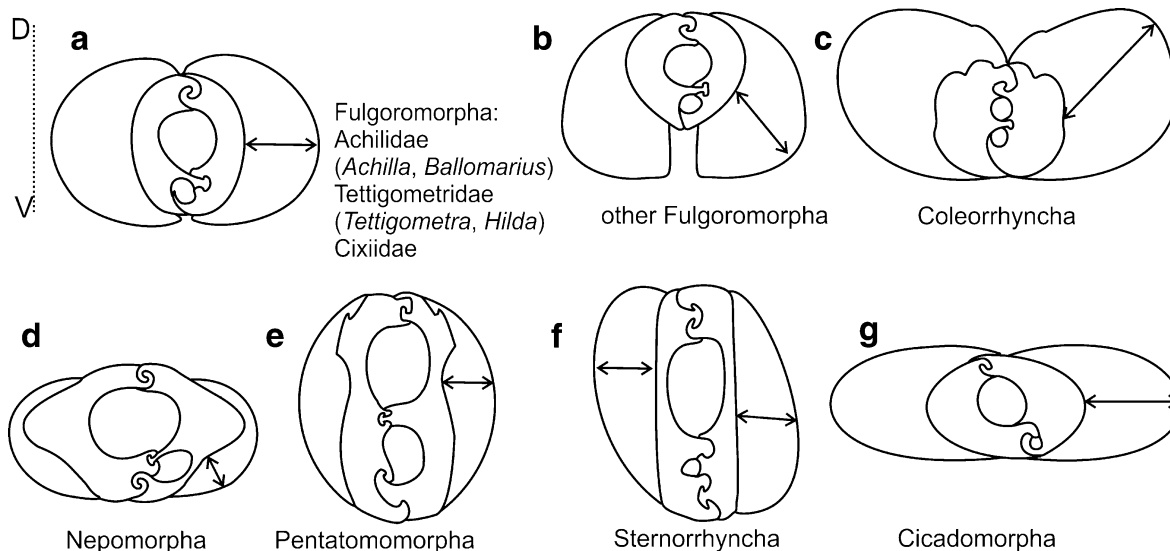 D
V
a
Fulgoromorpha:
Achilidae
(Achilla, Ballomarius)
Tettigometridae
(Tettigometra, Hilda)
Cixiidae
b
other Fulgoromorpha
c
Coleorrhyncha
d
Nepomorpha
e
Pentatomomorpha
f
Sternorrhyncha
g
Cicadomorpha